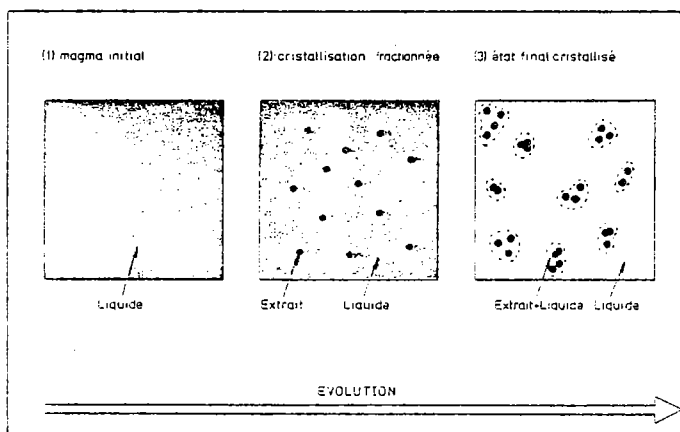 (1) magma initial
(2) cristallisation fractionnée
(3) état final cristallisé
Liquide
Extrait
Liquide
Extrait+Liquide
Liquide
EVOLUTION